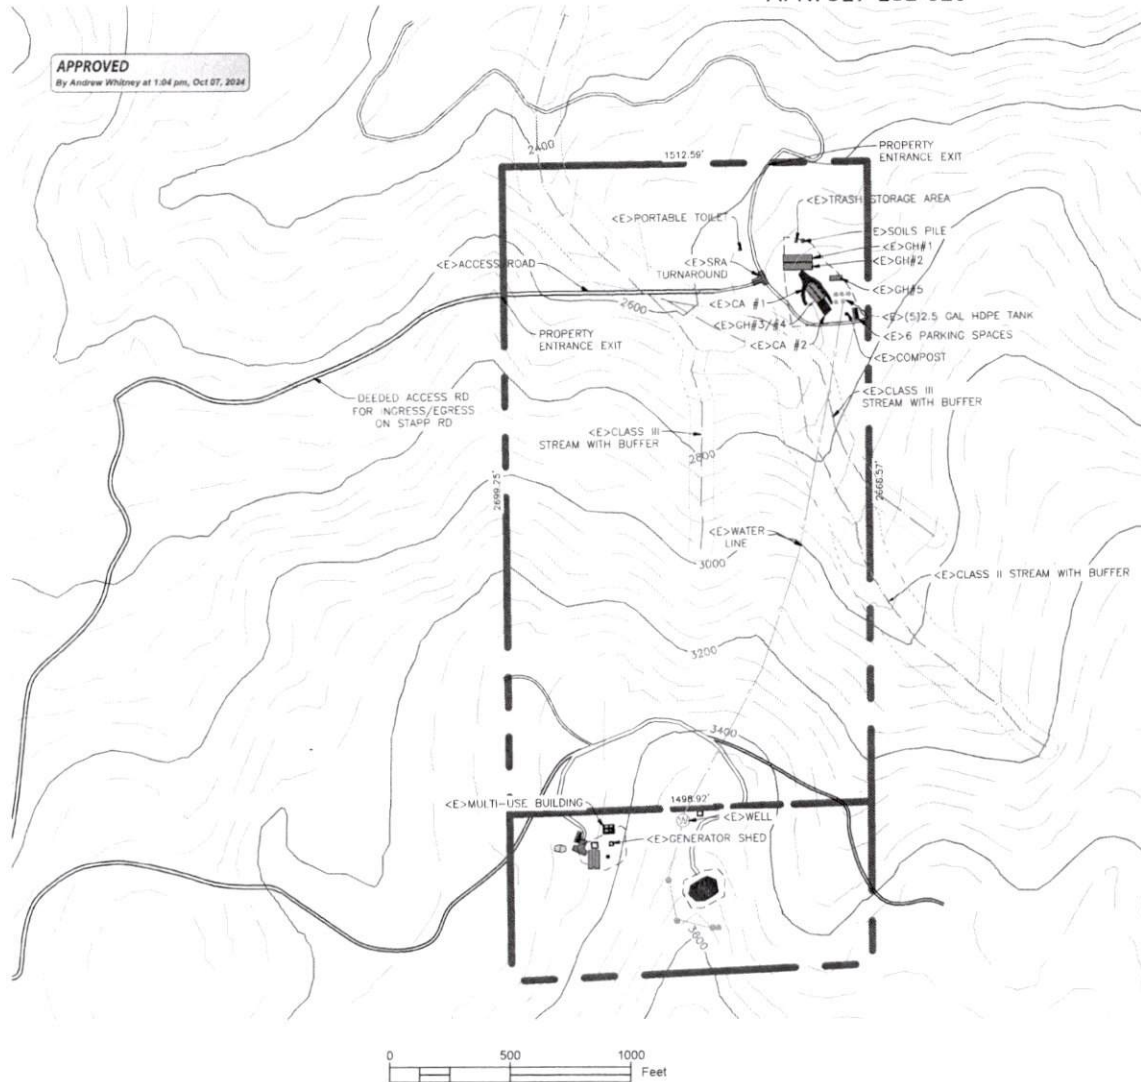 APPROVED
By Andrew Whitney at 1:04 pm, Oct 07, 2024
2400
1512.59'
PROPERTY
ENTRANCE EXIT
<E>TRASH STORAGE AREA
<E>PORTABLE TOILET
<E>SOILS PILE
<E>GH#1
<E>GH#2
<E>ACCESS ROAD
<E>SRA
TURNAROUND
<E>GH#5
2600
<E>CA #1
<E>(5)2.5 GAL HDPE TANK
<E>GH#3/#4
<E>6 PARKING SPACES
PROPERTY
ENTRANCE EXIT
<E>CA #2
<E>COMPOST
DEEDED ACCESS RD
FOR INGRESS/EGRESS
ON STAPP RD
<E>CLASS III
STREAM WITH BUFFER
<E>CLASS III
STREAM WITH BUFFER
2800
2699.25'
2666.57'
<E>WATER
LINE
3000
<E>CLASS II STREAM WITH BUFFER
3200
3400
<E>MULTI-USE BUILDING
1498.92'
<E>WELL
<E>GENERATOR SHED
3600
0 500 1000
Feet